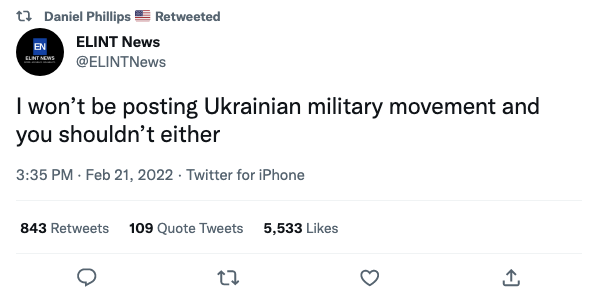 Daniel Phillips 🇺🇸 Retweeted
EN
ELINT NEWS
ELINT News
@ELINTNews
I won't be posting Ukrainian military movement and
you shouldn't either
3:35 PM · Feb 21, 2022 · Twitter for iPhone
843 Retweets 109 Quote Tweets 5,533 Likes